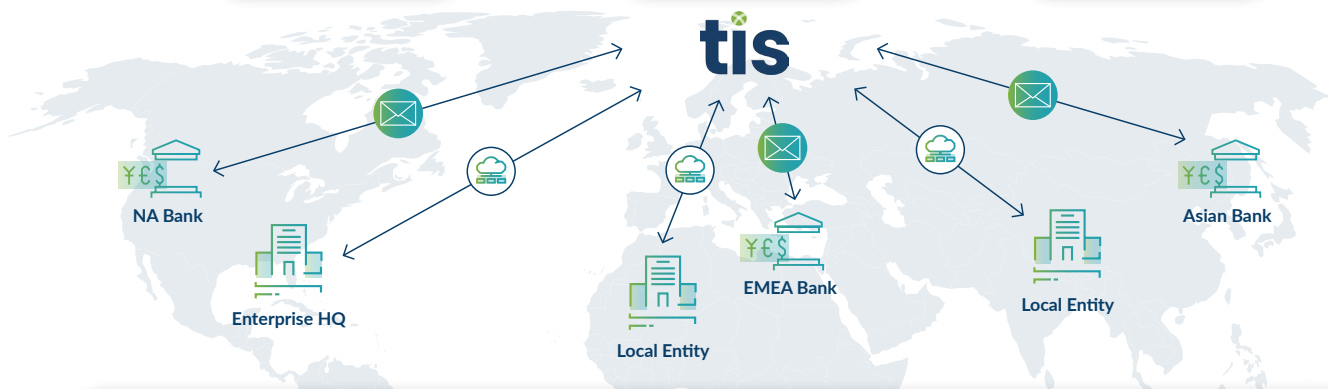 tis
¥€$
NA Bank
Enterprise HQ
Local Entity
¥€$
EMEA Bank
Local Entity
¥€$
Asian Bank